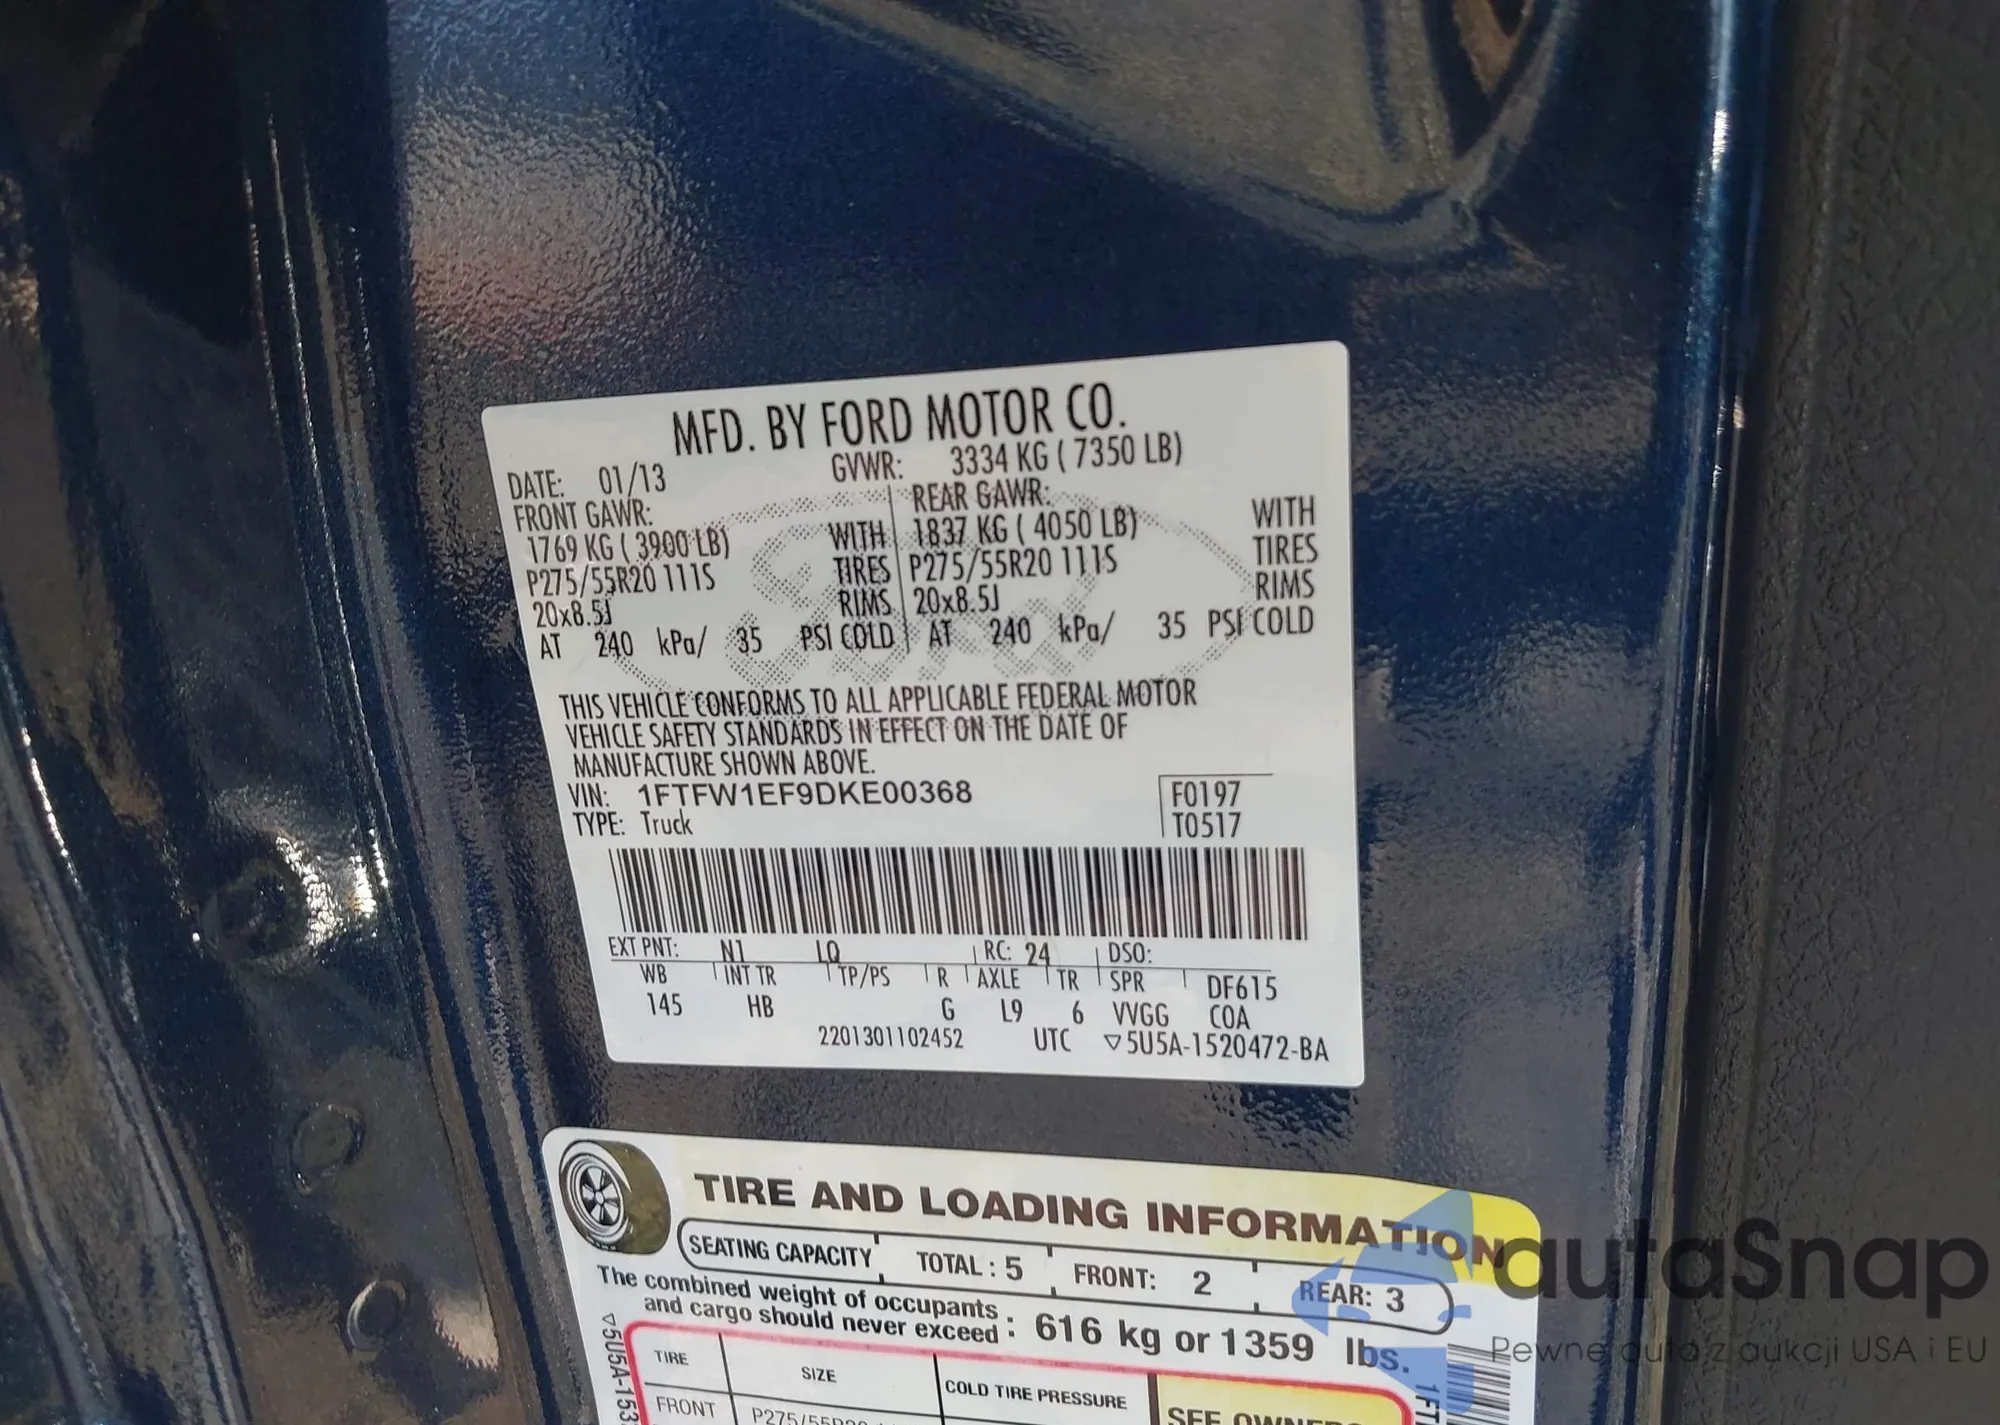 MFD. BY FORD MOTOR CO.
DATE: 01/13 GVWR: 3334 KG ( 7350 LB)
FRONT GAWR: REAR GAWR:
1769 KG ( 3900 LB) WITH 1837 KG ( 4050 LB) WITH
P275/55R20 111S TIRES P275/55R20 111S TIRES
20x8.5J RIMS 20x8.5J RIMS
AT 240 kPa/ 35 PSI COLD AT 240 kPa/ 35 PSI COLD
THIS VEHICLE CONFORMS TO ALL APPLICABLE FEDERAL MOTOR
VEHICLE SAFETY STANDARDS IN EFFECT ON THE DATE OF
MANUFACTURE SHOWN ABOVE.
VIN: 1FTFW1EF9DKE00368 F0197
TYPE: Truck T0517
EXT PNT: N1 LQ RC: 24 DSO:
WB INT TR TP/PS R AXLE TR SPR DF615
145 HB G L9 6 VVGG COA
2201301102452 UTC ▽5U5A-1520472-BA
TIRE AND LOADING INFORMATION
SEATING CAPACITY TOTAL : 5 FRONT: 2 REAR: 3
The combined weight of occupants
and cargo should never exceed : 616 kg or 1359 lbs.
TIRE SIZE COLD TIRE PRESSURE
FRONT
autaSnap
Pewne auta z aukcji USA i EU